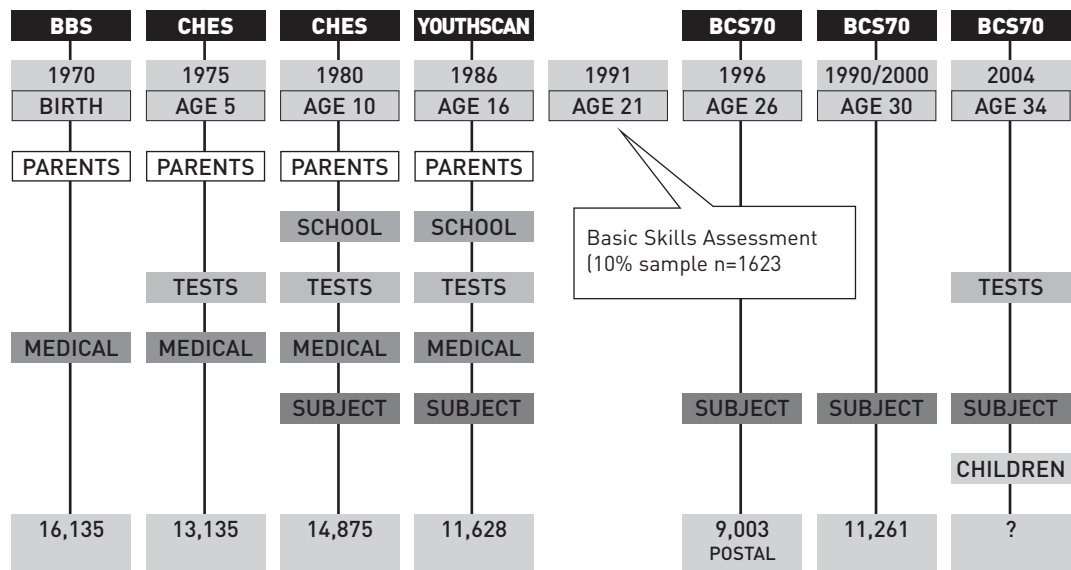 BBS CHES CHES YOUTHSCAN BCS70 BCS70 BCS70
1970 1975 1980 1986 1991 1996 1990/2000 2004
BIRTH AGE 5 AGE 10 AGE 16 AGE 21 AGE 26 AGE 30 AGE 34
PARENTS PARENTS PARENTS PARENTS
SCHOOL SCHOOL
Basic Skills Assessment
(10% sample n=1623
TESTS TESTS TESTS TESTS
MEDICAL MEDICAL MEDICAL MEDICAL
SUBJECT SUBJECT SUBJECT SUBJECT SUBJECT
CHILDREN
16,135 13,135 14,875 11,628 9,003 11,261 ?
POSTAL